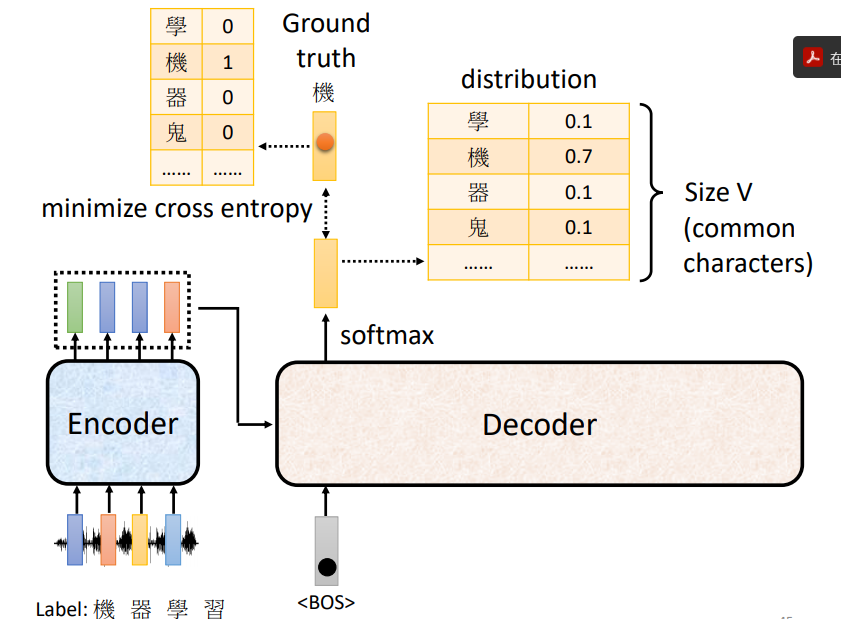 學 0
機 1
器 0
鬼 0
…… ……
Ground
truth
機
distribution
學 0.1
機 0.7
器 0.1
鬼 0.1
…… ……
Size V
(common
characters)
minimize cross entropy
softmax
Encoder
Decoder
Label: 機 器 學 習
<BOS>
在